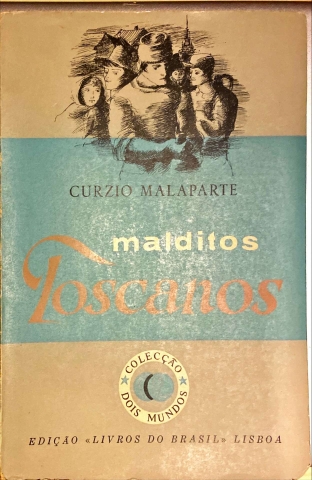 CURZIO MALAPARTE
malditos
Toscanos
COLECÇÃO
DOIS MUNDOS
EDIÇÃO «LIVROS DO BRASIL» LISBOA